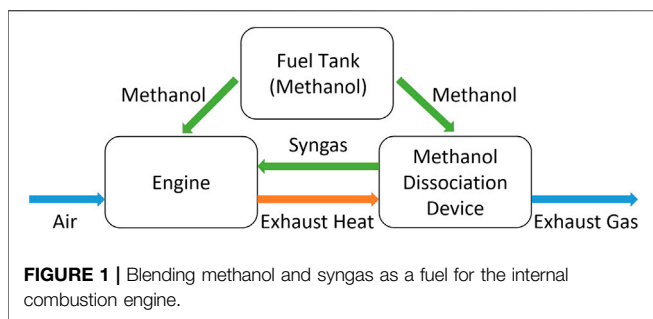 Fuel Tank
(Methanol)
Methanol
Methanol
Syngas
Engine
Methanol
Dissociation
Device
Air
Exhaust Heat
Exhaust Gas
FIGURE 1 | Blending methanol and syngas as a fuel for the internal
combustion engine.